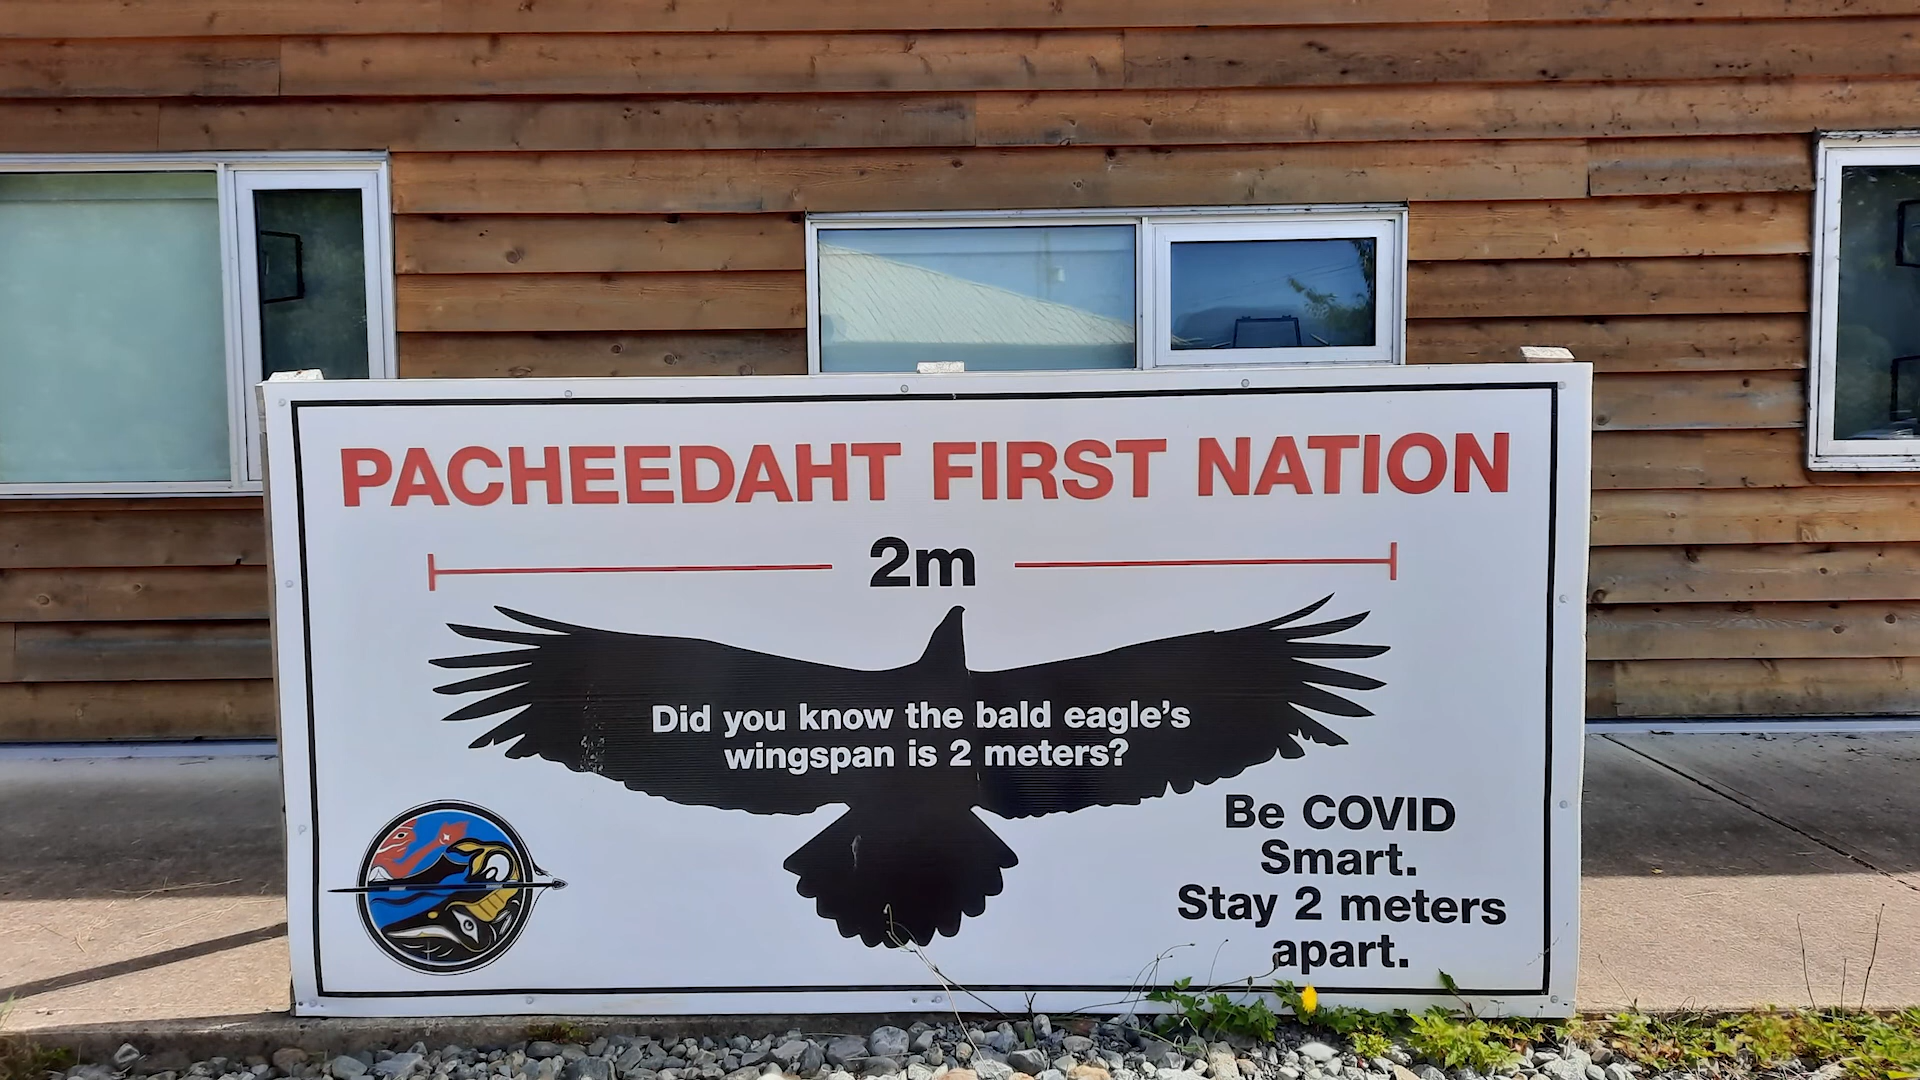 PACHEEDAHT FIRST NATION
2m
Did you know the bald eagle's
wingspan is 2 meters?
Be COVID
Smart.
Stay 2 meters
apart.